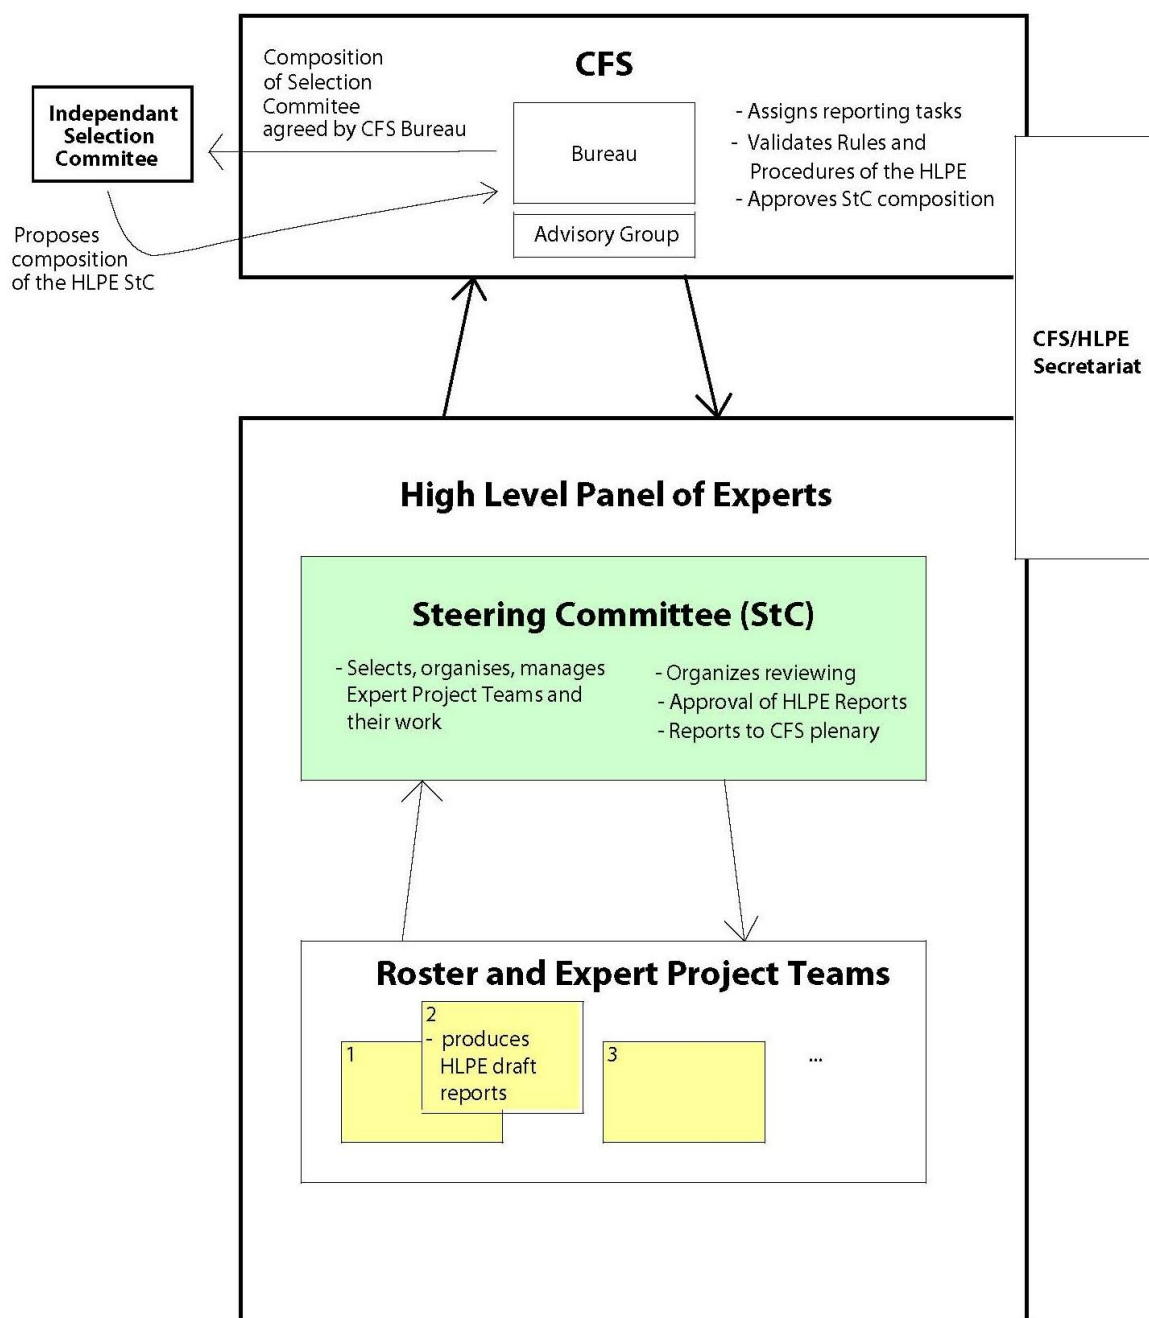 CFS
Composition
of Selection
Commitee
agreed by CFS Bureau
Independant
Selection
Commitee
Bureau
Advisory Group
- Assigns reporting tasks
- Validates Rules and
Procedures of the HLPE
- Approves StC composition
Proposes
composition
of the HLPE StC
CFS/HLPE
Secretariat
High Level Panel of Experts
Steering Committee (StC)
- Selects, organises, manages
Expert Project Teams and
their work
- Organizes reviewing
- Approval of HLPE Reports
- Reports to CFS plenary
Roster and Expert Project Teams
1
2
- produces
HLPE draft
reports
3
...